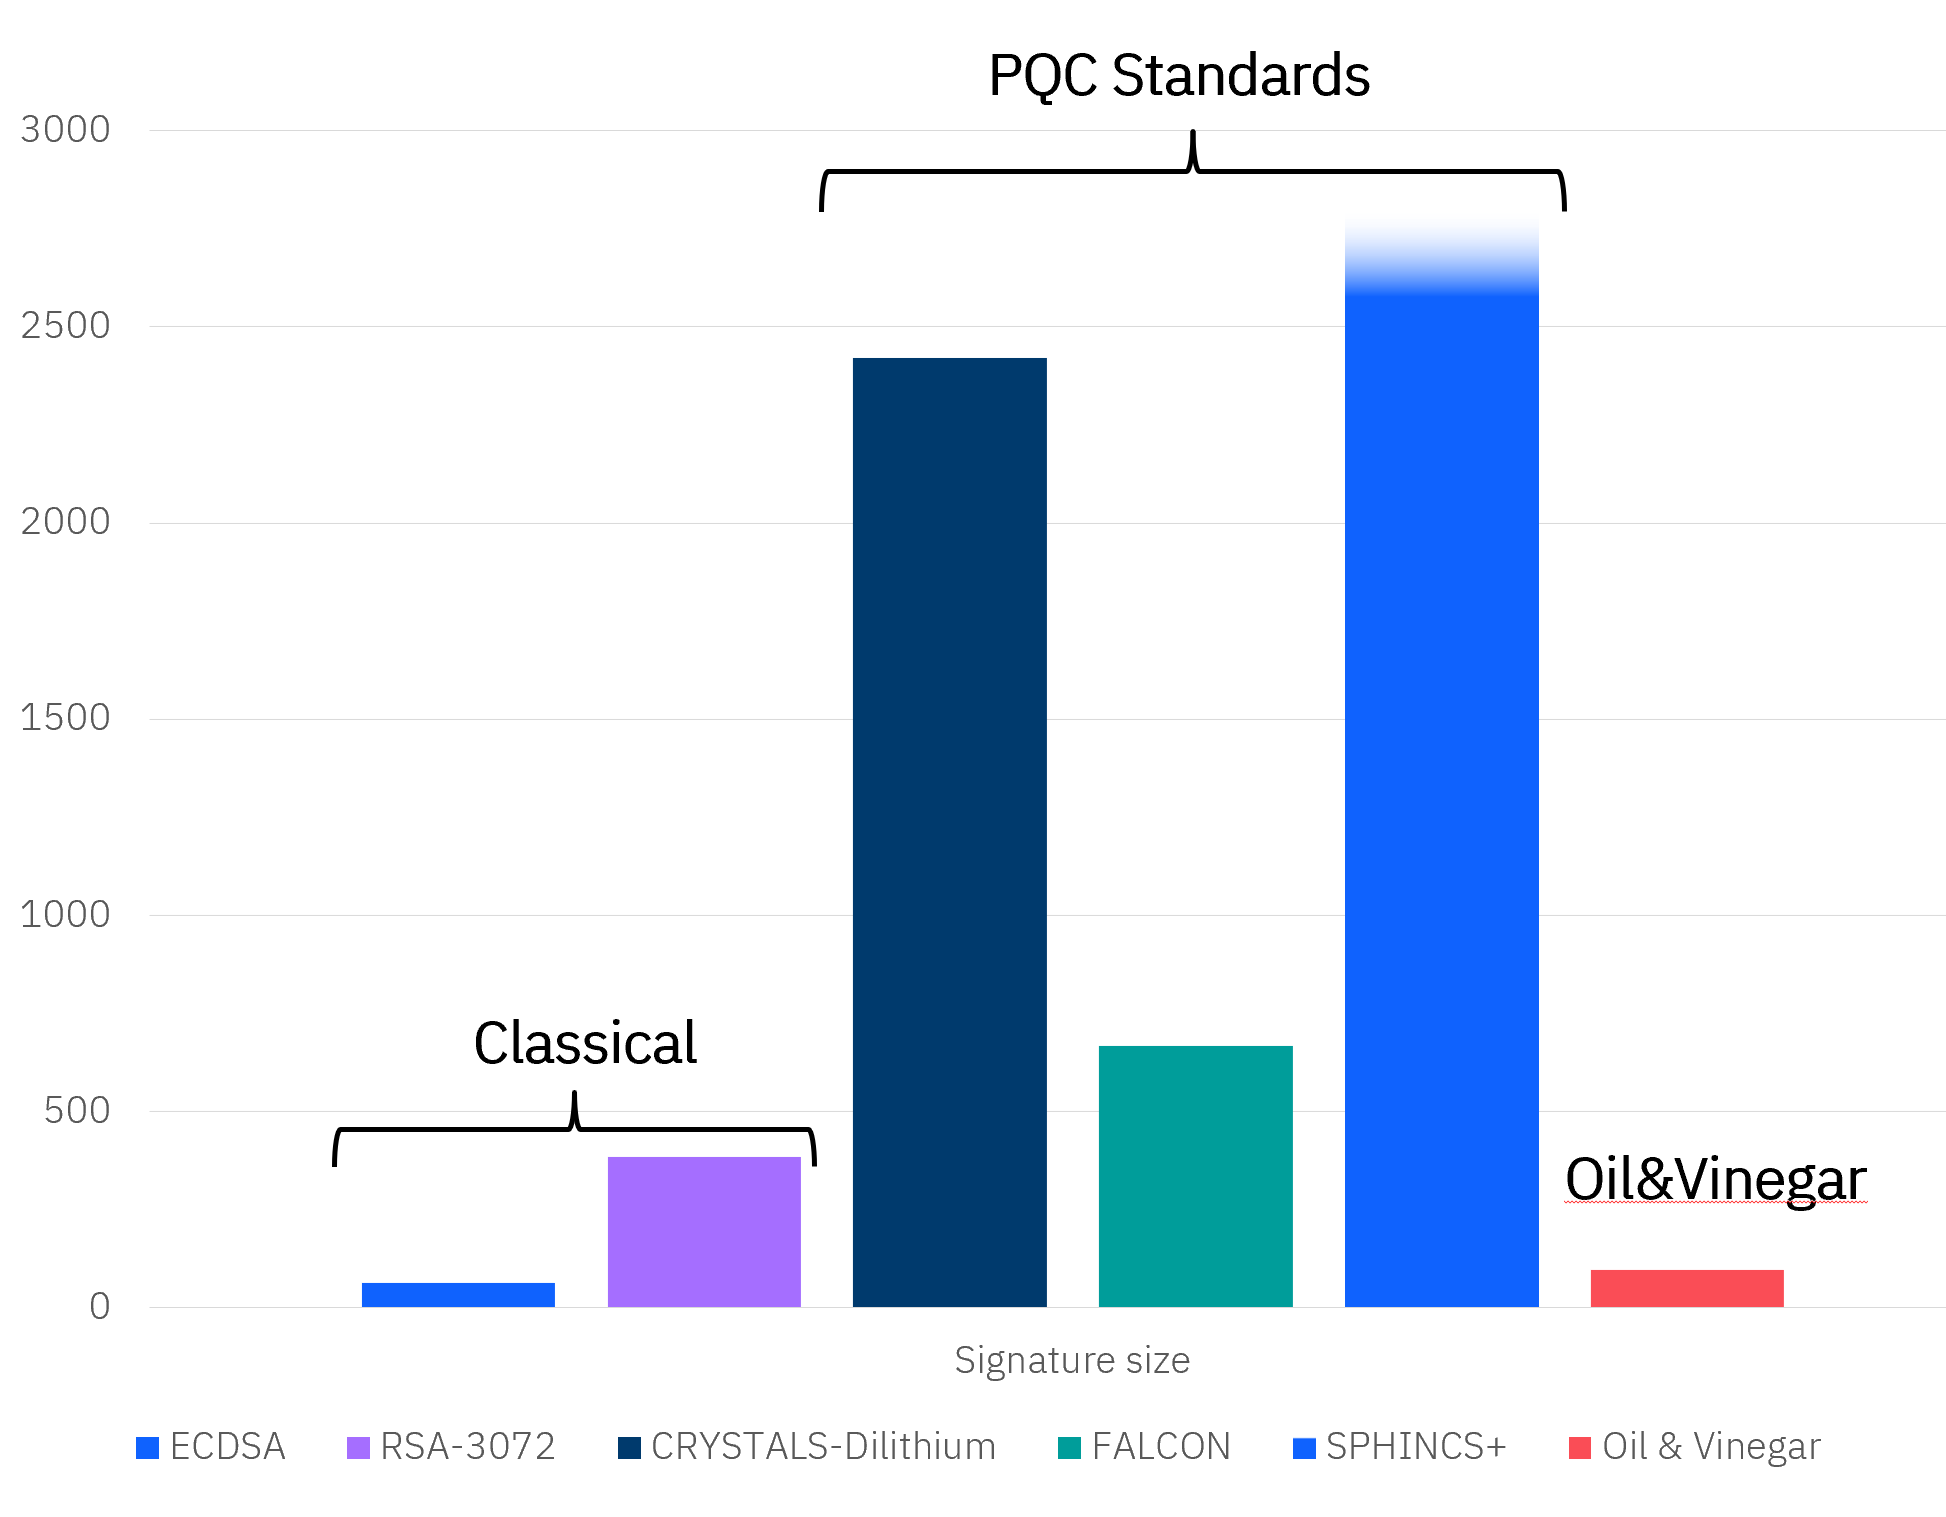 PQC Standards
3000
2500
2000
1500
1000
Classical
500
Oil&Vinegar
0
Signature size
ECDSA RSA-3072 CRYSTALS-Dilithium FALCON SPHINCS+ Oil & Vinegar